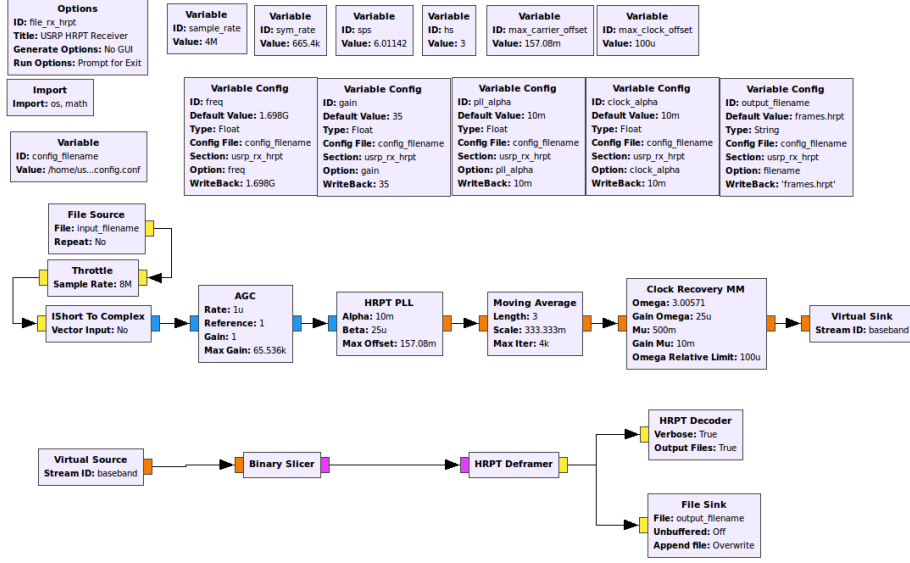 Options
ID: file_rx_hrpt
Title: USRP HRPT Receiver
Generate Options: No GUI
Run Options: Prompt for Exit
Variable
ID: sample_rate
Value: 4M
Variable
ID: sym_rate
Value: 665.4k
Variable
ID: sps
Value: 6.01142
Variable
ID: hs
Value: 3
Variable
ID: max_carrier_offset
Value: 157.08m
Variable
ID: max_clock_offset
Value: 100u
Import
Import: os, math
Variable
ID: config_filename
Value: /home/us...config.conf
Variable Config
ID: freq
Default Value: 1.698G
Type: Float
Config File: config_filename
Section: usrp_rx_hrpt
Option: freq
WriteBack: 1.698G
Variable Config
ID: gain
Default Value: 35
Type: Float
Config File: config_filename
Section: usrp_rx_hrpt
Option: gain
WriteBack: 35
Variable Config
ID: pll_alpha
Default Value: 10m
Type: Float
Config File: config_filename
Section: usrp_rx_hrpt
Option: pll_alpha
WriteBack: 10m
Variable Config
ID: clock_alpha
Default Value: 10m
Type: Float
Config File: config_filename
Section: usrp_rx_hrpt
Option: clock_alpha
WriteBack: 10m
Variable Config
ID: output_filename
Default Value: frames.hrpt
Type: String
Config File: config_filename
Section: usrp_rx_hrpt
Option: filename
WriteBack: 'frames.hrpt'
File Source
File: input_filename
Repeat: No
Throttle
Sample Rate: 8M
IShort To Complex
Vector Input: No
AGC
Rate: 1u
Reference: 1
Gain: 1
Max Gain: 65.536k
HRPT PLL
Alpha: 10m
Beta: 25u
Max Offset: 157.08m
Moving Average
Length: 3
Scale: 333.333m
Max Iter: 4k
Clock Recovery MM
Omega: 3.00571
Gain Omega: 25u
Mu: 500m
Gain Mu: 10m
Omega Relative Limit: 100u
Virtual Sink
Stream ID: baseband
Virtual Source
Stream ID: baseband
Binary Slicer
HRPT Deframer
HRPT Decoder
Verbose: True
Output Files: True
File Sink
File: output_filename
Unbuffered: Off
Append file: Overwrite